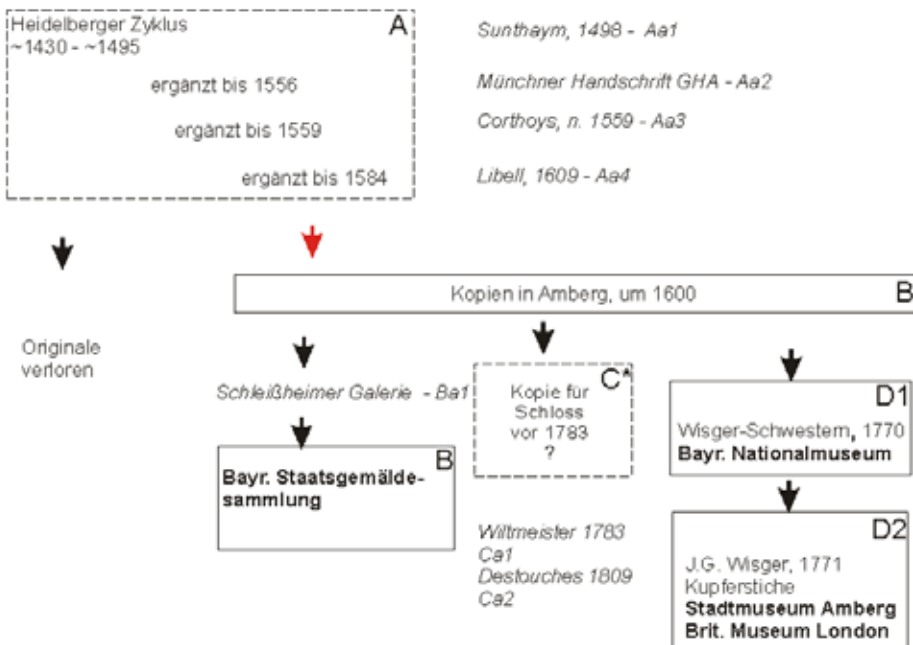 Heidelberger Zyklus A
~1430 - ~1495
ergänzt bis 1556
ergänzt bis 1559
ergänzt bis 1584
Sunthaym, 1498 - Aa1
Münchner Handschrift GHA - Aa2
Corthoys, n. 1559 - Aa3
Libell, 1609 - Aa4
Kopien in Amberg, um 1600 B
Originale
verloren
Schleißheimer Galerie - Ba1
B
Bayr. Staatsgemälde-
sammlung
C*
Kopie für
Schloss
vor 1783
?
Wiltmeister 1783
Ca1
Destouches 1809
Ca2
D1
Wisger-Schwestern, 1770
Bayr. Nationalmuseum
D2
J.G. Wisger, 1771
Kupferstiche
Stadtmuseum Amberg
Brit. Museum London